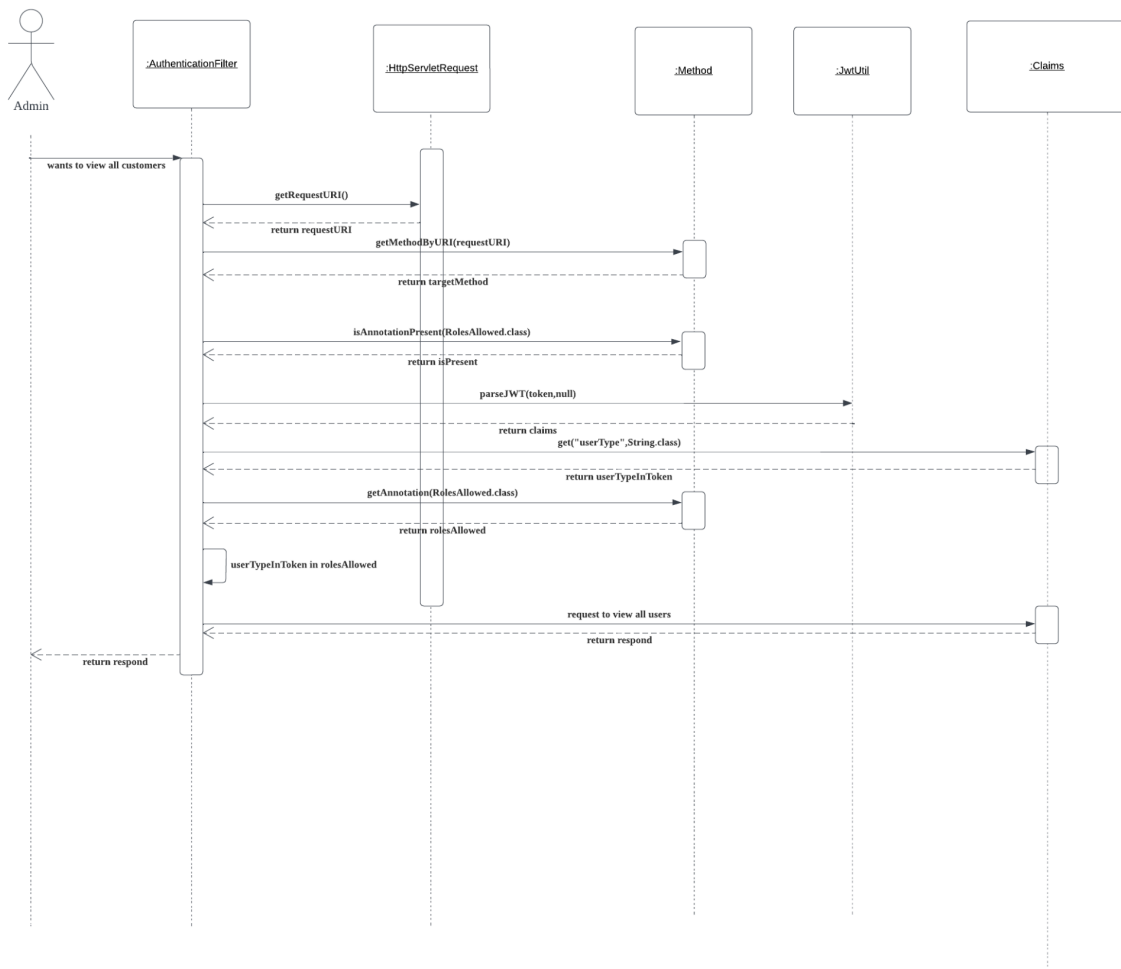 :AuthenticationFilter
:HttpServletRequest
:Method
:JwtUtil
:Claims
Admin
wants to view all customers
getRequestURI()
return requestURI
getMethodByURI(requestURI)
return targetMethod
isAnnotationPresent(RolesAllowed.class)
return isPresent
parseJWT(token,null)
return claims
get("userType",String.class)
return userTypeInToken
getAnnotation(RolesAllowed.class)
return rolesAllowed
userTypeInToken in rolesAllowed
request to view all users
return respond
return respond